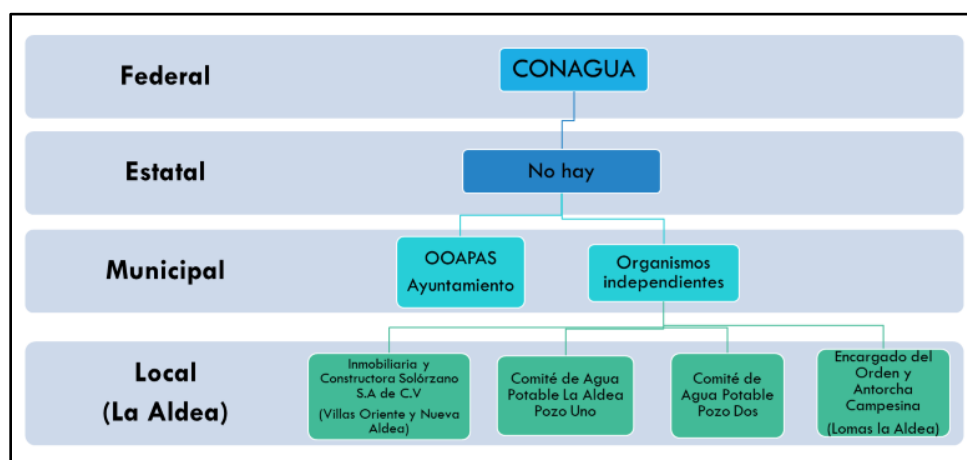 Federal
CONAGUA
Estatal
No hay
Municipal
OOAPAS
Ayuntamiento
Organismos
independientes
Local
(La Aldea)
Inmobiliaria y
Constructora Solórzano
S.A de C.V
(Villas Oriente y Nueva
Aldea)
Comité de Agua
Potable La Aldea
Pozo Uno
Comité de
Agua Potable
Pozo Dos
Encargado del
Orden y
Antorcha
Campesina
(Lomas la Aldea)